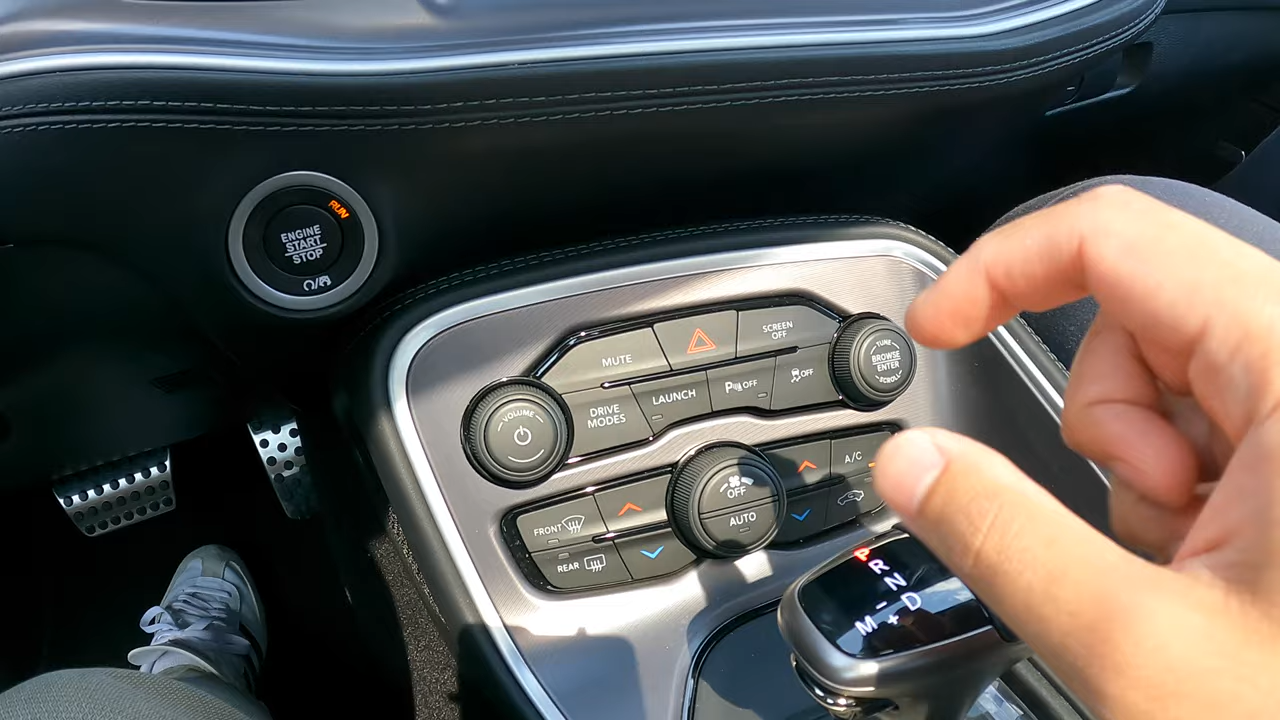 RUN
ENGINE
START
STOP
MUTE
SCREEN
OFF
TUNE
BROWSE
ENTER
SCROLL
VOLUME
DRIVE
MODES
LAUNCH
P OFF
OFF
OFF
AUTO
A/C
FRONT
REAR
P
R
N
D
M - +